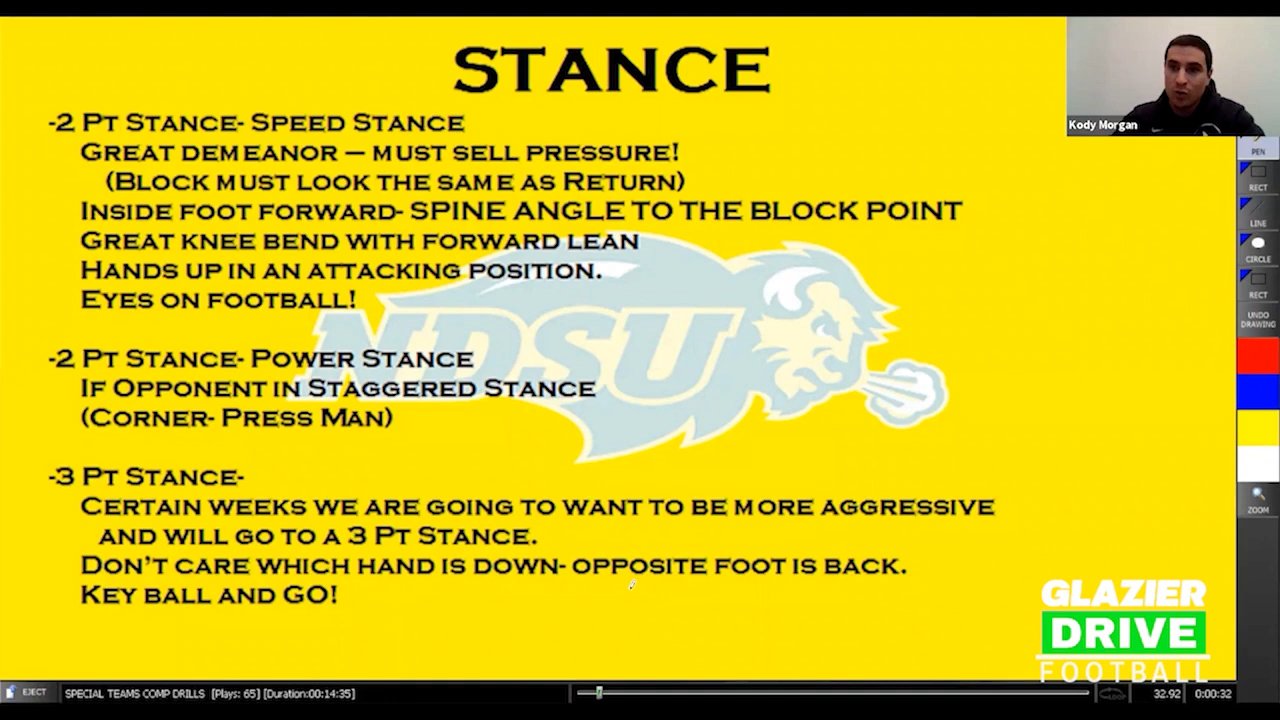 STANCE
-2 PT STANCE- SPEED STANCE
GREAT DEMEANOR – MUST SELL PRESSURE!
(BLOCK MUST LOOK THE SAME AS RETURN)
INSIDE FOOT FORWARD- SPINE ANGLE TO THE BLOCK POINT
GREAT KNEE BEND WITH FORWARD LEAN
HANDS UP IN AN ATTACKING POSITION.
EYES ON FOOTBALL!
NDSU
-2 PT STANCE- POWER STANCE
IF OPPONENT IN STAGGERED STANCE
(CORNER- PRESS MAN)
-3 PT STANCE-
CERTAIN WEEKS WE ARE GOING TO WANT TO BE MORE AGGRESSIVE
AND WILL GO TO A 3 PT STANCE.
DON'T CARE WHICH HAND IS DOWN- OPPOSITE FOOT IS BACK.
KEY BALL AND GO!
Kody Morgan
PEN
RECT
LINE
CIRCLE
RECT
UNDO
DRAWING
ZOOM
GLAZIER
DRIVE
FOOTBALL
EJECT
SPECIAL TEAMS COMP DRILLS [Plays: 65] [Duration:00:14:35]
LOOP
32.92
0:00:32